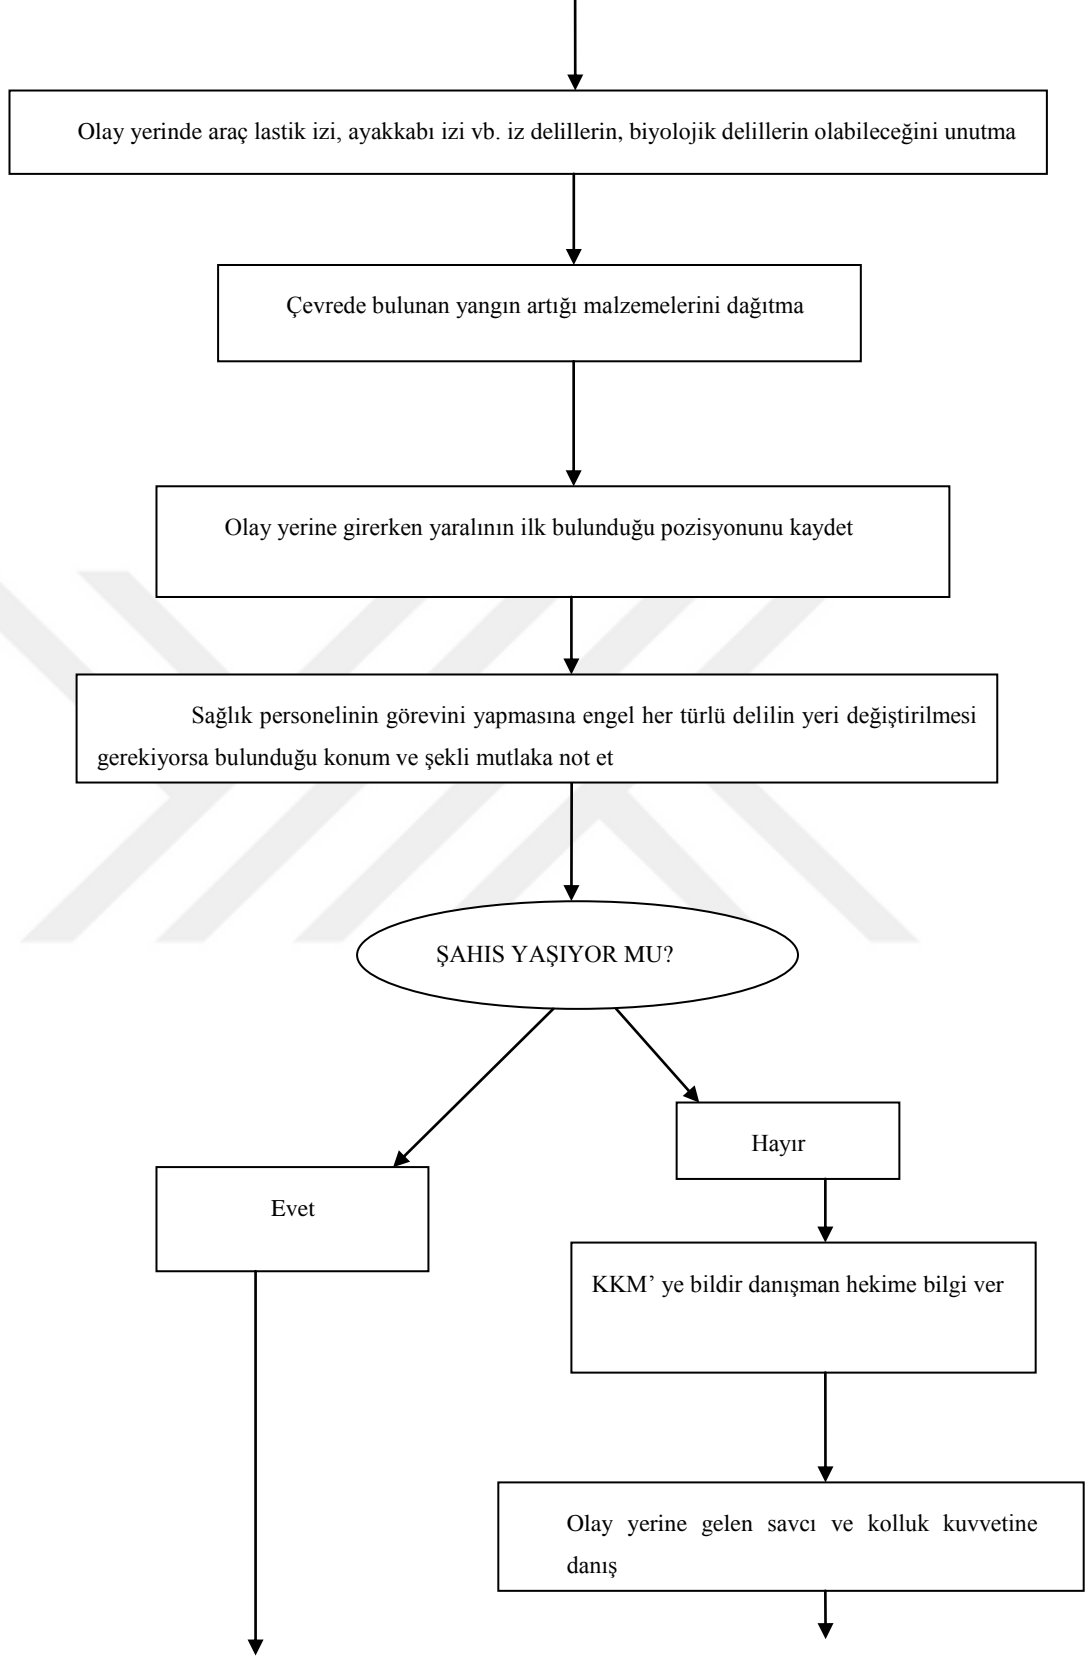 Olay yerinde araç lastik izi, ayakkabı izi vb. iz delillerin, biyolojik delillerin olabileceğini unutma
Çevrede bulunan yangın artığı malzemelerini dağıtma
Olay yerine girerken yaralının ilk bulunduğu pozisyonunu kaydet
Sağlık personelinin görevini yapmasına engel her türlü delilin yeri değiştirilmesi
gerekiyorsa bulunduğu konum ve şekli mutlaka not et
ŞAHIS YAŞIYOR MU?
Hayır
Evet
KKM’ ye bildir danışman hekime bilgi ver
Olay yerine gelen savcı ve kolluk kuvvetine
danış